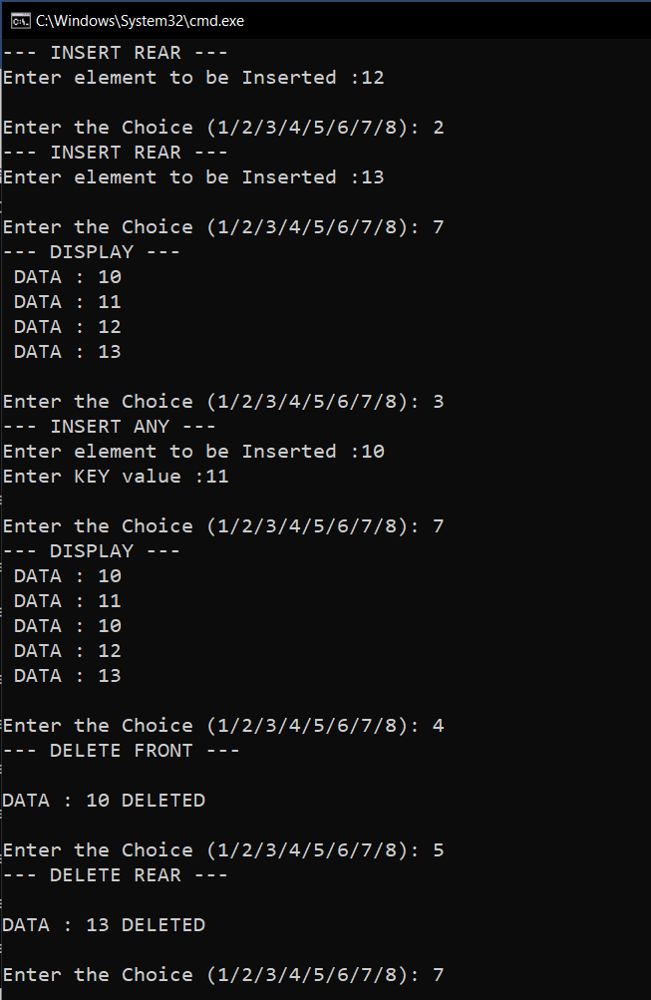 C:\Windows\System32\cmd.exe
--- INSERT REAR ---
Enter element to be Inserted :12
Enter the Choice (1/2/3/4/5/6/7/8): 2
--- INSERT REAR ---
Enter element to be Inserted :13
Enter the Choice (1/2/3/4/5/6/7/8): 7
--- DISPLAY ---
DATA : 10
DATA : 11
DATA : 12
DATA : 13
Enter the Choice (1/2/3/4/5/6/7/8): 3
--- INSERT ANY ---
Enter element to be Inserted :10
Enter KEY value :11
Enter the Choice (1/2/3/4/5/6/7/8): 7
--- DISPLAY ---
DATA : 10
DATA : 11
DATA : 10
DATA : 12
DATA : 13
Enter the Choice (1/2/3/4/5/6/7/8): 4
--- DELETE FRONT ---
DATA : 10 DELETED
Enter the Choice (1/2/3/4/5/6/7/8): 5
--- DELETE REAR ---
DATA : 13 DELETED
Enter the Choice (1/2/3/4/5/6/7/8): 7